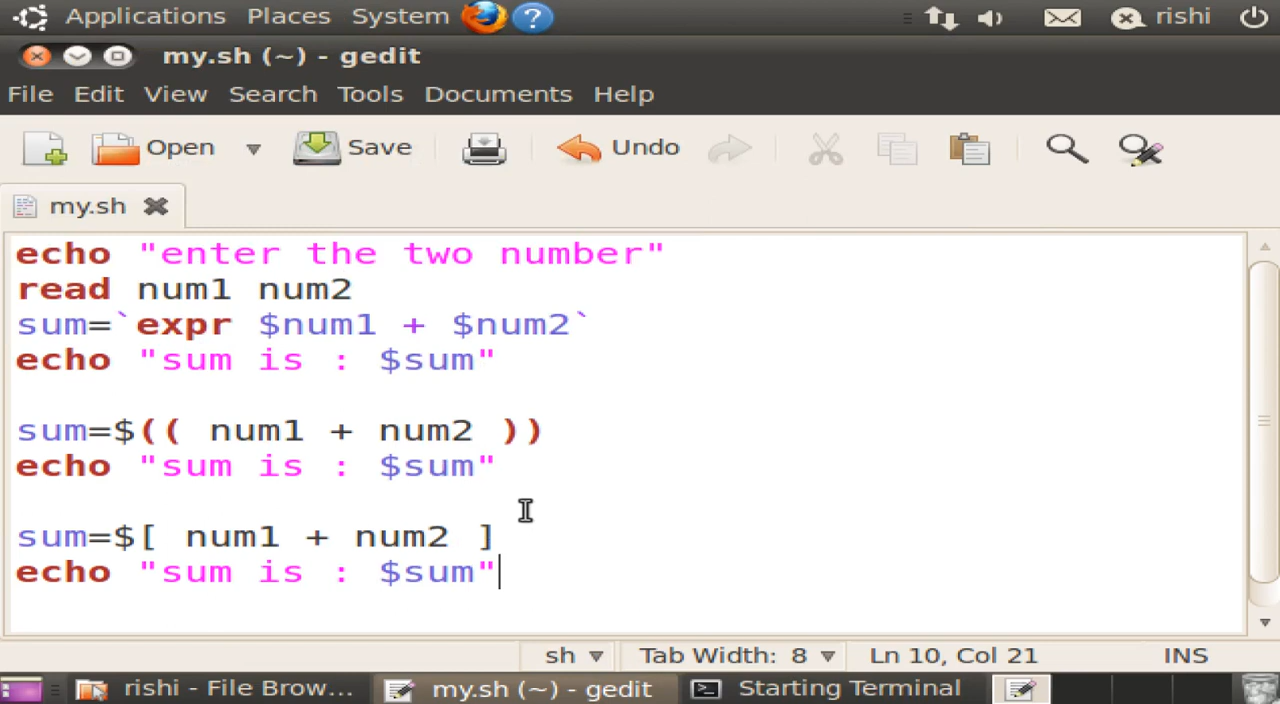 Applications Places System ? rishi
my.sh (~) - gedit
File Edit View Search Tools Documents Help
Open Save Undo
my.sh
echo "enter the two number"
read num1 num2
sum=`expr $num1 + $num2`
echo "sum is : $sum"
sum=$(( num1 + num2 ))
echo "sum is : $sum"
sum=$[ num1 + num2 ]
echo "sum is : $sum"
sh Tab Width: 8 Ln 10, Col 21 INS
rishi - File Brow... my.sh (~) - gedit Starting Terminal